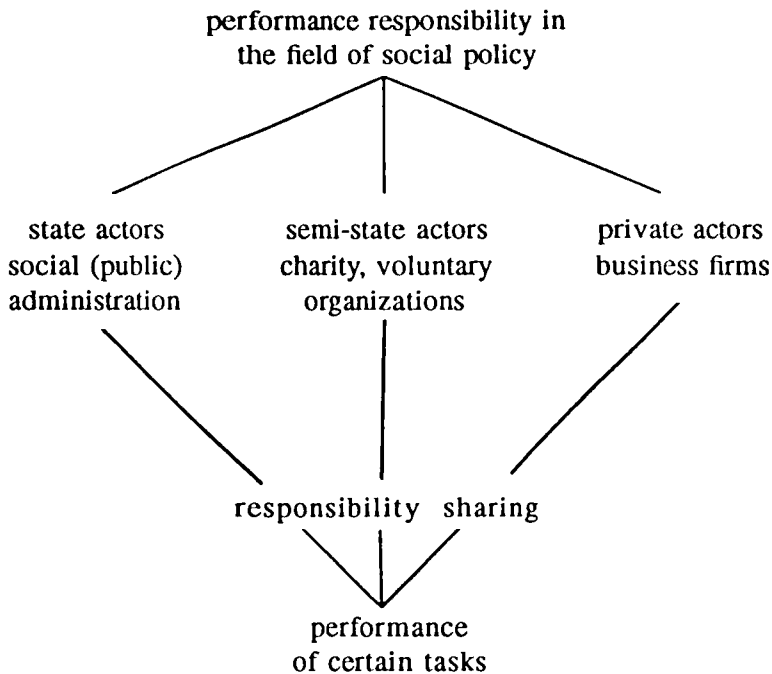 performance responsibility in
the field of social policy
state actors
social (public)
administration
semi-state actors
charity, voluntary
organizations
private actors
business firms
responsibility sharing
performance
of certain tasks